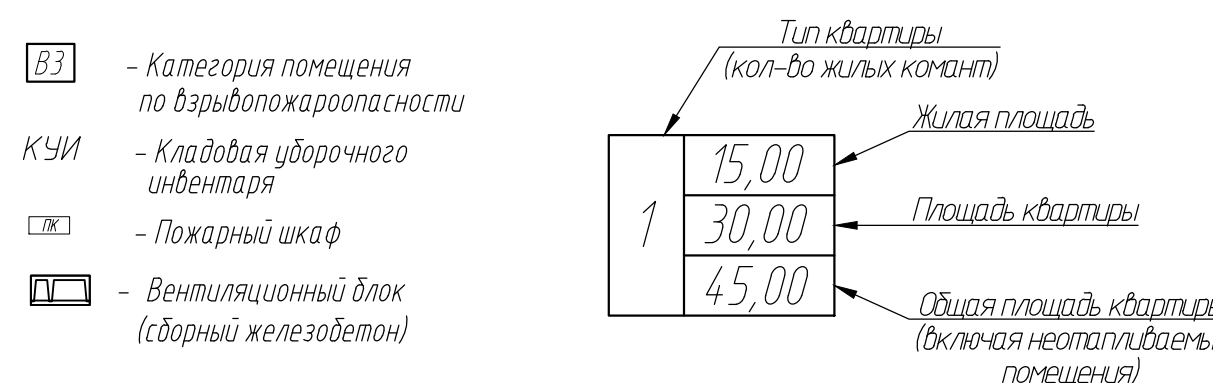 В3 – Категория помещения
по взрывопожароопасности
КУИ – Кладовая уборочного
инвентаря
ПК – Пожарный шкаф
– Вентиляционный блок
(сборный железобетон)
Тип квартиры
(кол-во жилых комант)
Жилая площадь
Площадь квартиры
Общая площадь квартиры
(включая неотапливаемы
помещения)
1
15,00
30,00
45,00